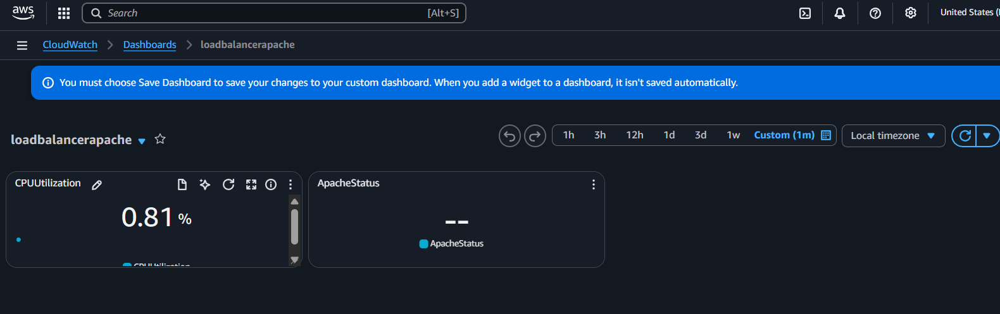 aws
Search
[Alt+S]
United States (
CloudWatch
Dashboards
loadbalancerapache
You must choose Save Dashboard to save your changes to your custom dashboard. When you add a widget to a dashboard, it isn't saved automatically.
loadbalancerapache
1h 3h 12h 1d 3d 1w Custom (1m)
Local timezone
CPUUtilization
0.81 %
CPUUtilization
ApacheStatus
--
ApacheStatus